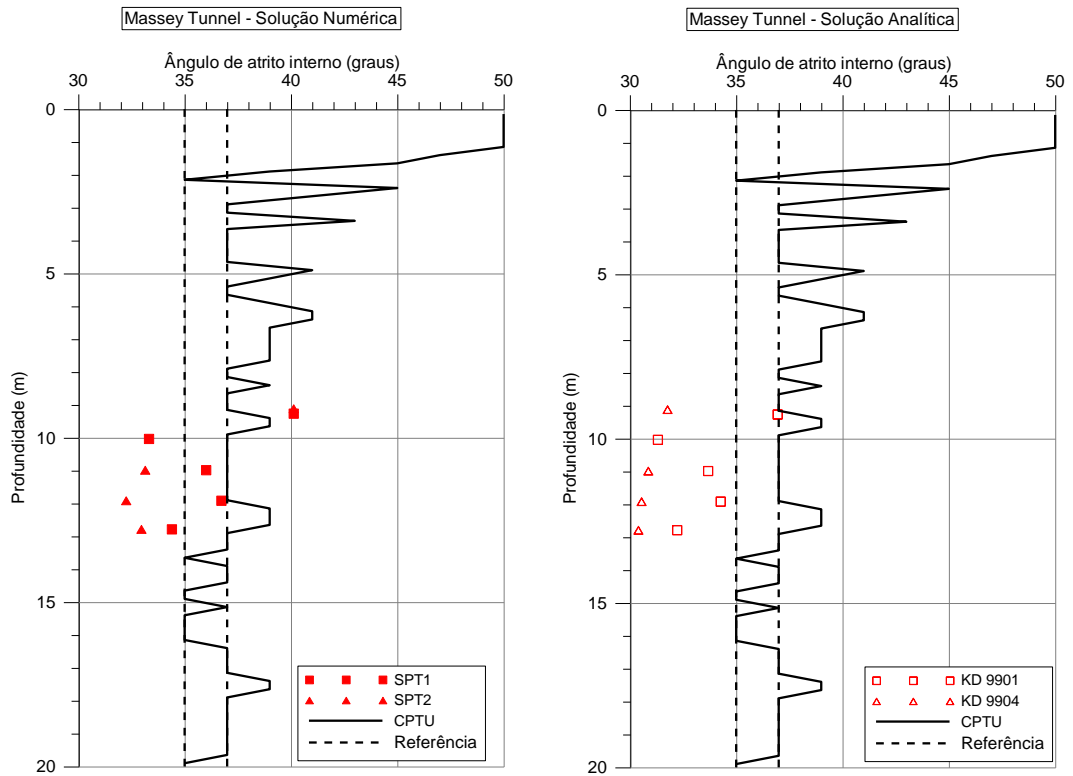 Massey Tunnel - Solução Numérica
Ângulo de atrito interno (graus)
30 35 40 45 50
0
5
10
15
20
Profundidade (m)
SPT1
SPT2
CPTU
Referência
Massey Tunnel - Solução Analítica
Ângulo de atrito interno (graus)
30 35 40 45 50
0
5
10
15
20
Profundidade (m)
KD 9901
KD 9904
CPTU
Referência